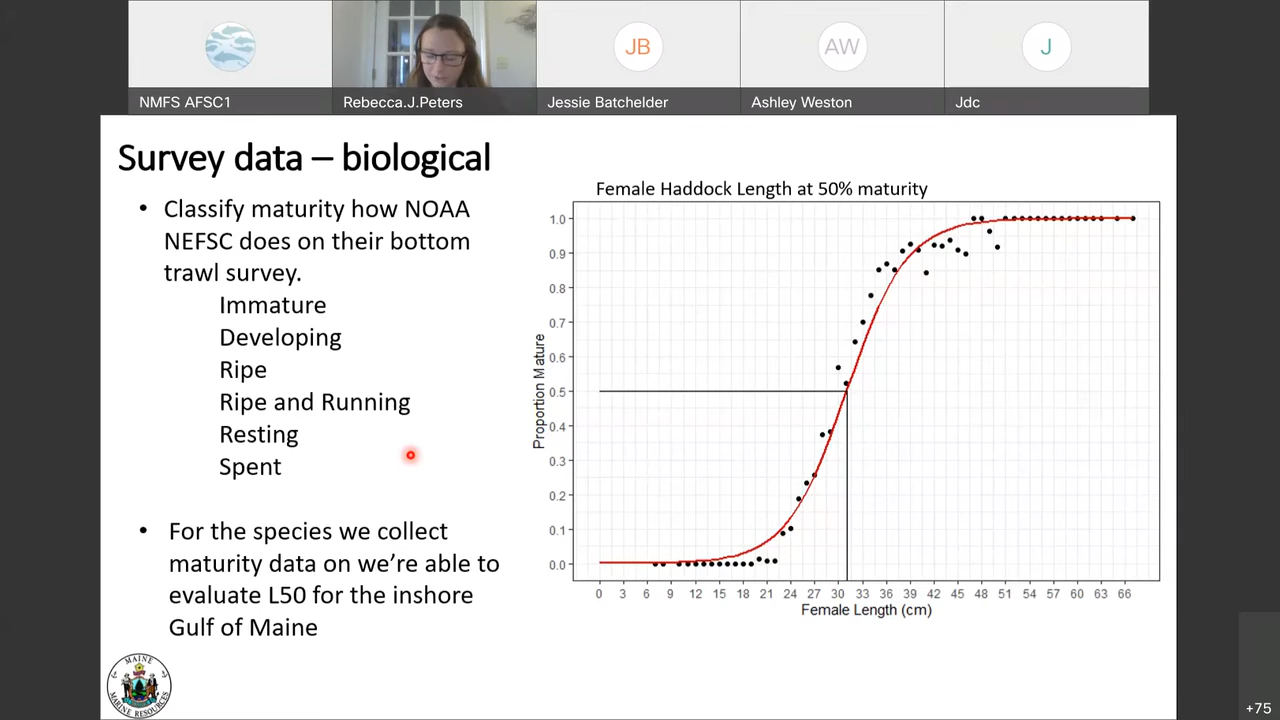 JB
AW
J
NMFS AFSC1
Rebecca.J.Peters
Jessie Batchelder
Ashley Weston
Jdc
Survey data – biological
• Classify maturity how NOAA
NEFSC does on their bottom
trawl survey.
Immature
Developing
Ripe
Ripe and Running
Resting
Spent
• For the species we collect
maturity data on we’re able to
evaluate L50 for the inshore
Gulf of Maine
MAINE
MARINE RESOURCES
Female Haddock Length at 50% maturity
Proportion Mature
1.0
0.9
0.8
0.7
0.6
0.5
0.4
0.3
0.2
0.1
0.0
0 3 6 9 12 15 18 21 24 27 30 33 36 39 42 45 48 51 54 57 60 63 66
Female Length (cm)
+75